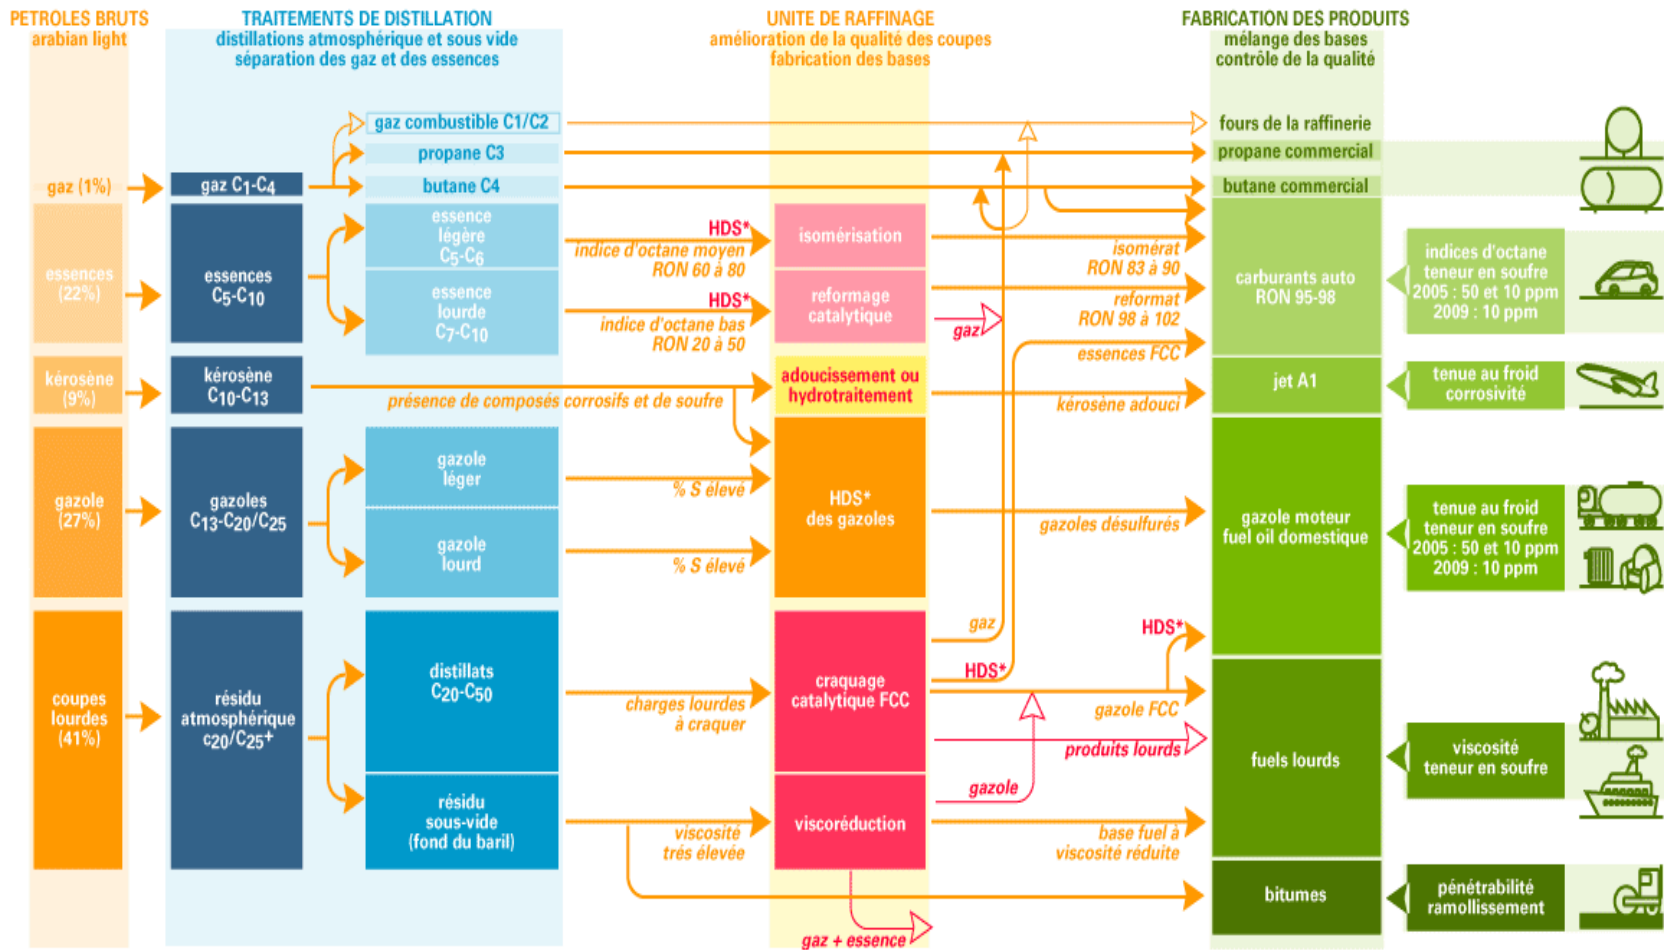 PETROLES BRUTS
arabian light
TRAITEMENTS DE DISTILLATION
distillations atmosphérique et sous vide
séparation des gaz et des essences
UNITE DE RAFFINAGE
amélioration de la qualité des coupes
fabrication des bases
FABRICATION DES PRODUITS
mélange des bases
contrôle de la qualité
gaz (1%)
essences
(22%)
kérosène
(9%)
gazole
(27%)
coupes
lourdes
(41%)
gaz C1-C4
essences
C5-C10
kérosène
C10-C13
gazoles
C13-C20/C25
résidu
atmosphérique
c20/C25+
gaz combustible C1/C2
propane C3
butane C4
essence
légère
C5-C6
essence
lourde
C7-C10
gazole
léger
gazole
lourd
distillats
C20-C50
résidu
sous-vide
(fond du baril)
HDS*
indice d'octane moyen
RON 60 à 80
HDS*
indice d'octane bas
RON 20 à 50
présence de composés corrosifs et de soufre
% S élevé
% S élevé
charges lourdes
à craquer
viscosité
trés élevée
isomérisation
reformage
catalytique
adoucissement ou
hydrotraitement
HDS*
des gazoles
craquage
catalytique FCC
viscoréduction
gaz + essence
isomérat
RON 83 à 90
reformat
RON 98 à 102
gaz
essences FCC
kérosène adouci
gazoles désulfurés
gaz
HDS*
HDS*
gazole FCC
produits lourds
gazole
base fuel à
viscosité réduite
fours de la raffinerie
propane commercial
butane commercial
carburants auto
RON 95-98
jet A1
gazole moteur
fuel oil domestique
fuels lourds
bitumes
indices d'octane
teneur en soufre
2005 : 50 et 10 ppm
2009 : 10 ppm
tenue au froid
corrosivité
tenue au froid
teneur en soufre
2005 : 50 et 10 ppm
2009 : 10 ppm
viscosité
teneur en soufre
pénétrabilité
ramollissement